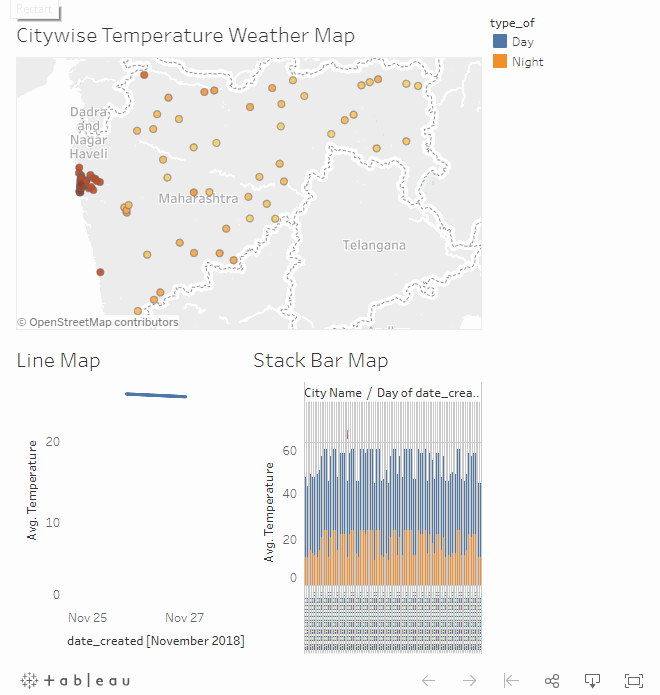 Restart
type_of
Citywise Temperature Weather Map
Day
Night
Dadra
and
Nagar
Haveli
Maharashtra
Telangana
© OpenStreetMap contributors
Line Map
Stack Bar Map
City Name / Day of date_crea..
Avg. Temperature
20
10
0
Nov 25
Nov 27
date_created [November 2018]
Avg. Temperature
60
40
20
0
+ableau